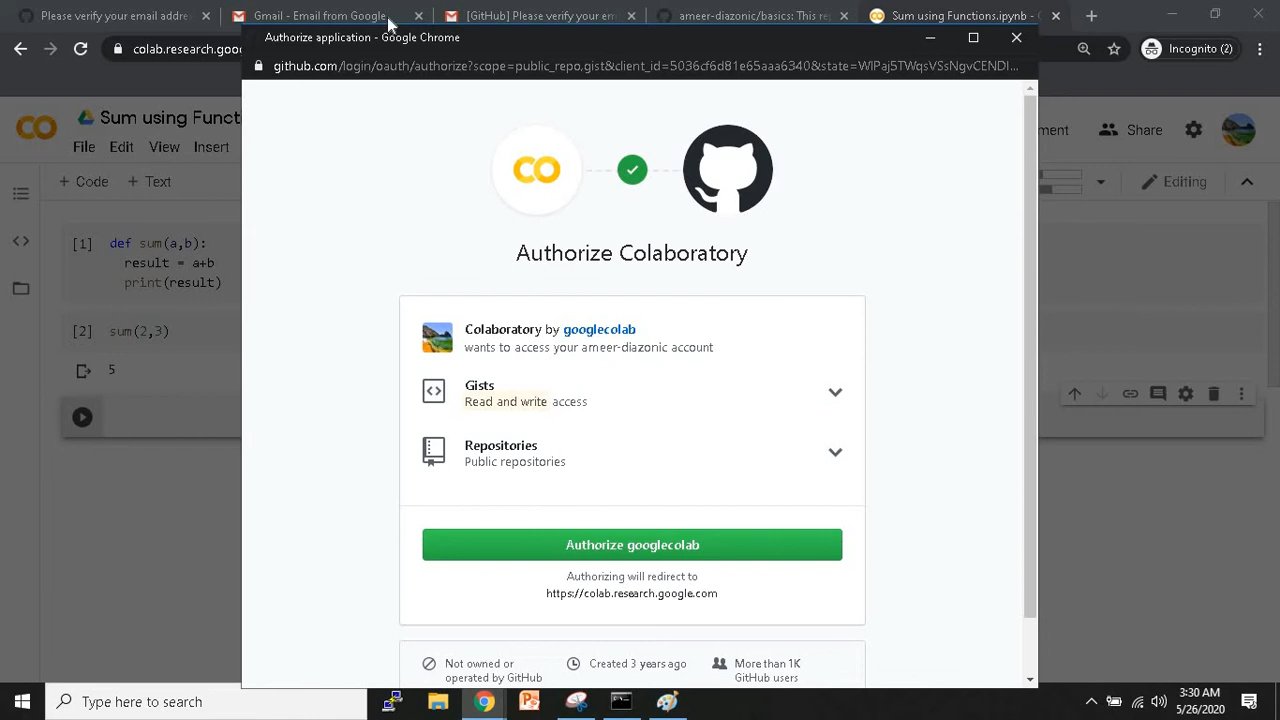 Please verify your email addre
Gmail - Email from Google
[GitHub] Please verify your em
ameer-diazonic/basics: This rep
Sum using Functions.ipynb - Co
Authorize application - Google Chrome
colab.research.goo
github.com/login/oauth/authorize?scope=public_repo,gist&client_id=5036cf6d81e65aaa6340&state=
Incognito (2)
Sum using Functi
File Edit View Insert
ment
Share
+ Code + Text
Editing
[1] def sum(a,b):
result = a+b
print(result)
[2] sum(2,3)
5
CO
Authorize Colaboratory
Colaboratory by googlecolab
wants to access your ameer-diazonic account
Gists
Read and write access
Repositories
Public repositories
Authorize googlecolab
Authorizing will redirect to
https://colab.research.google.com
Not owned or
operated by GitHub
Created 3 years ago
More than 1K
GitHub users
Type here to search
3:30 AM
5/26/2020